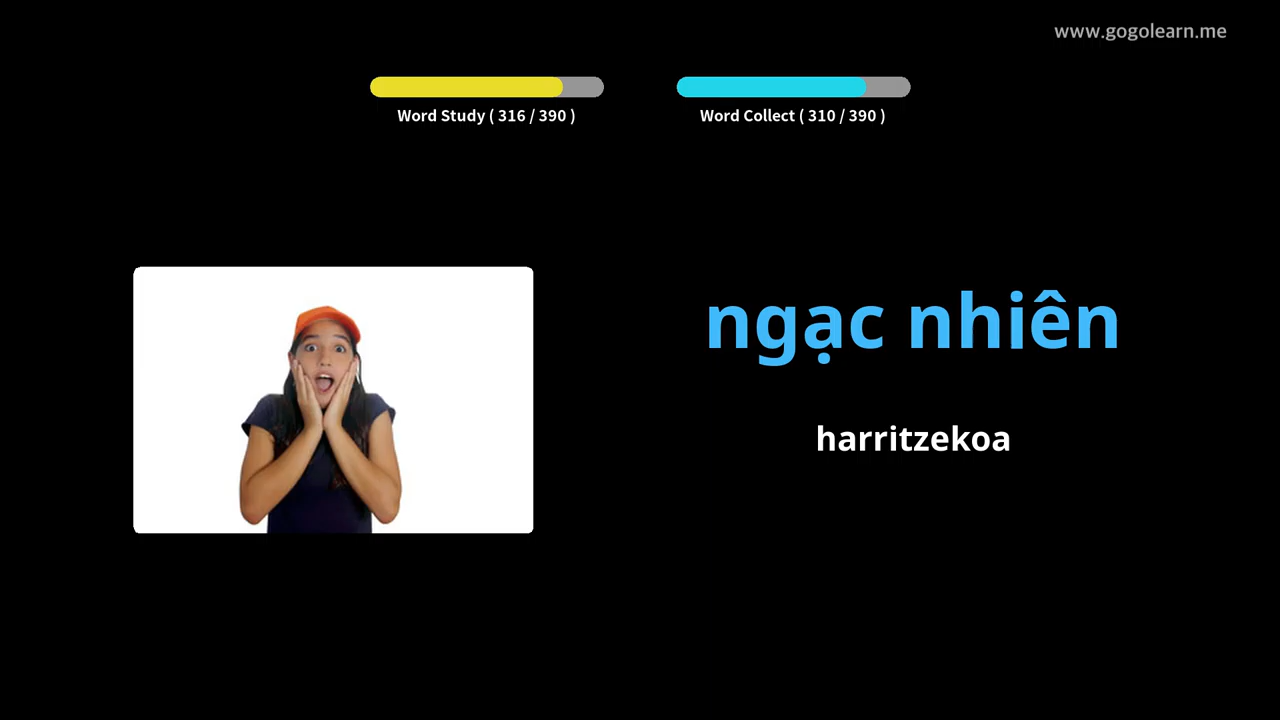 www.gogolearn.me
Word Study ( 316 / 390 )
Word Collect ( 310 / 390 )
ngạc nhiên
harritzekoa